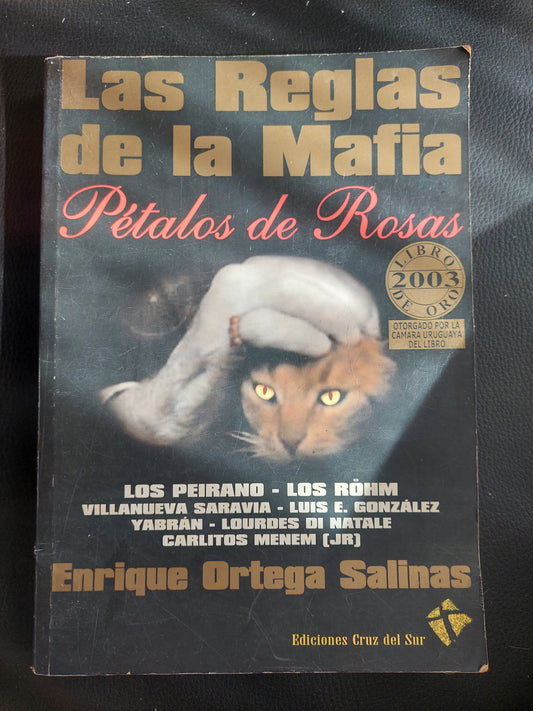 Las Reglas
de la Mafia
Pétalos de Rosas
LIBRO
2003
DE ORO
OTORGADO POR LA
CAMARA URUGUAYA
DEL LIBRO
LOS PEIRANO - LOS RÖHM
VILLANUEVA SARAVIA - LUIS E. GONZÁLEZ
YABRÁN - LOURDES DI NATALE
CARLITOS MENEM (JR)
Enrique Ortega Salinas
Ediciones Cruz del Sur